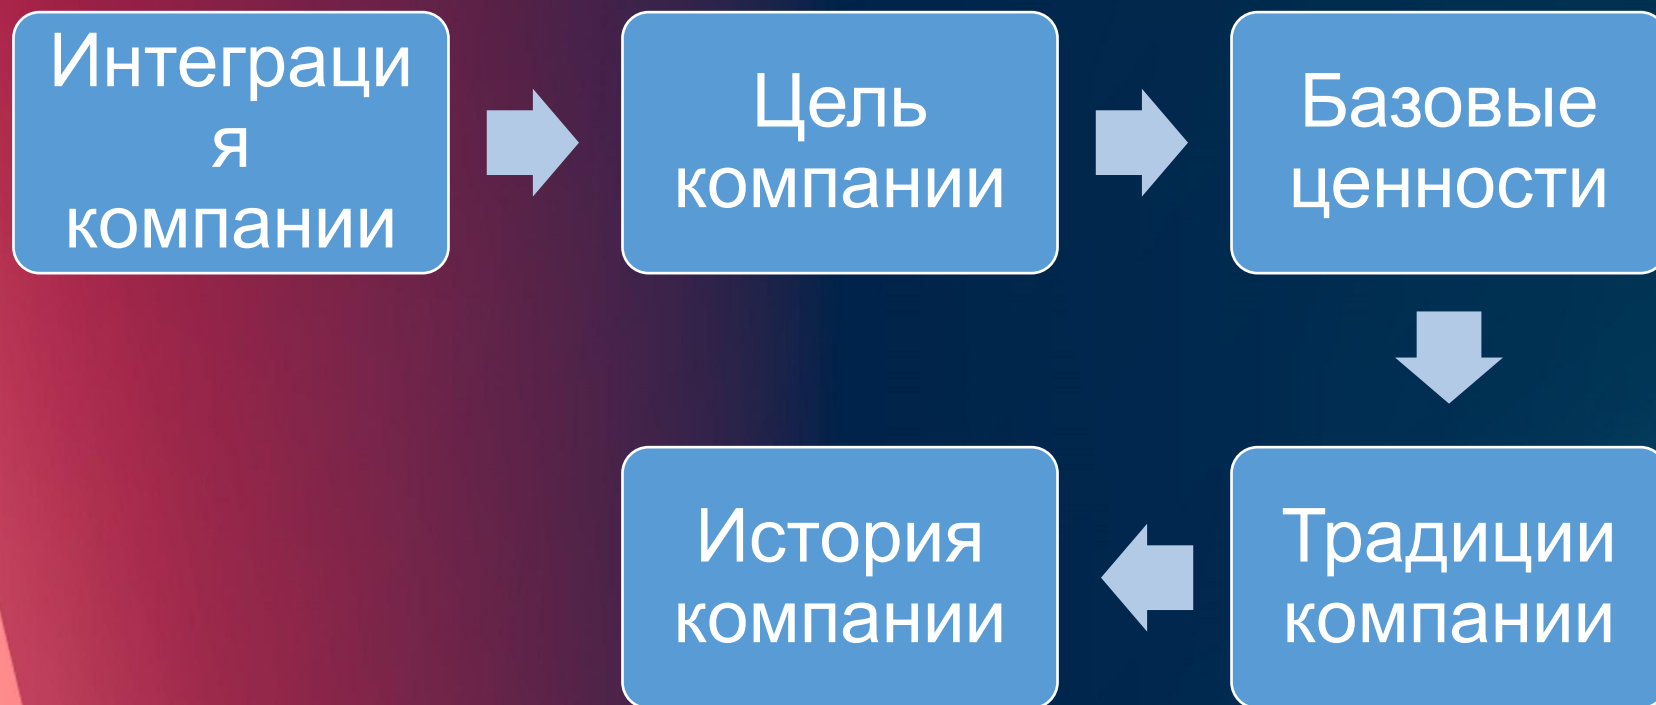 Интеграци
я
компании
Цель
компании
Базовые
ценности
Традиции
компании
История
компании